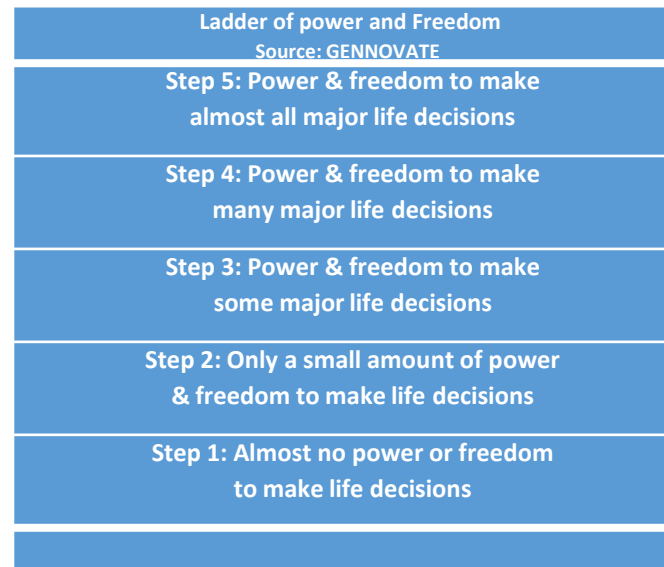 Ladder of power and Freedom
Source: GENNOVATE
Step 5: Power & freedom to make
almost all major life decisions
Step 4: Power & freedom to make
many major life decisions
Step 3: Power & freedom to make
some major life decisions
Step 2: Only a small amount of power
& freedom to make life decisions
Step 1: Almost no power or freedom
to make life decisions